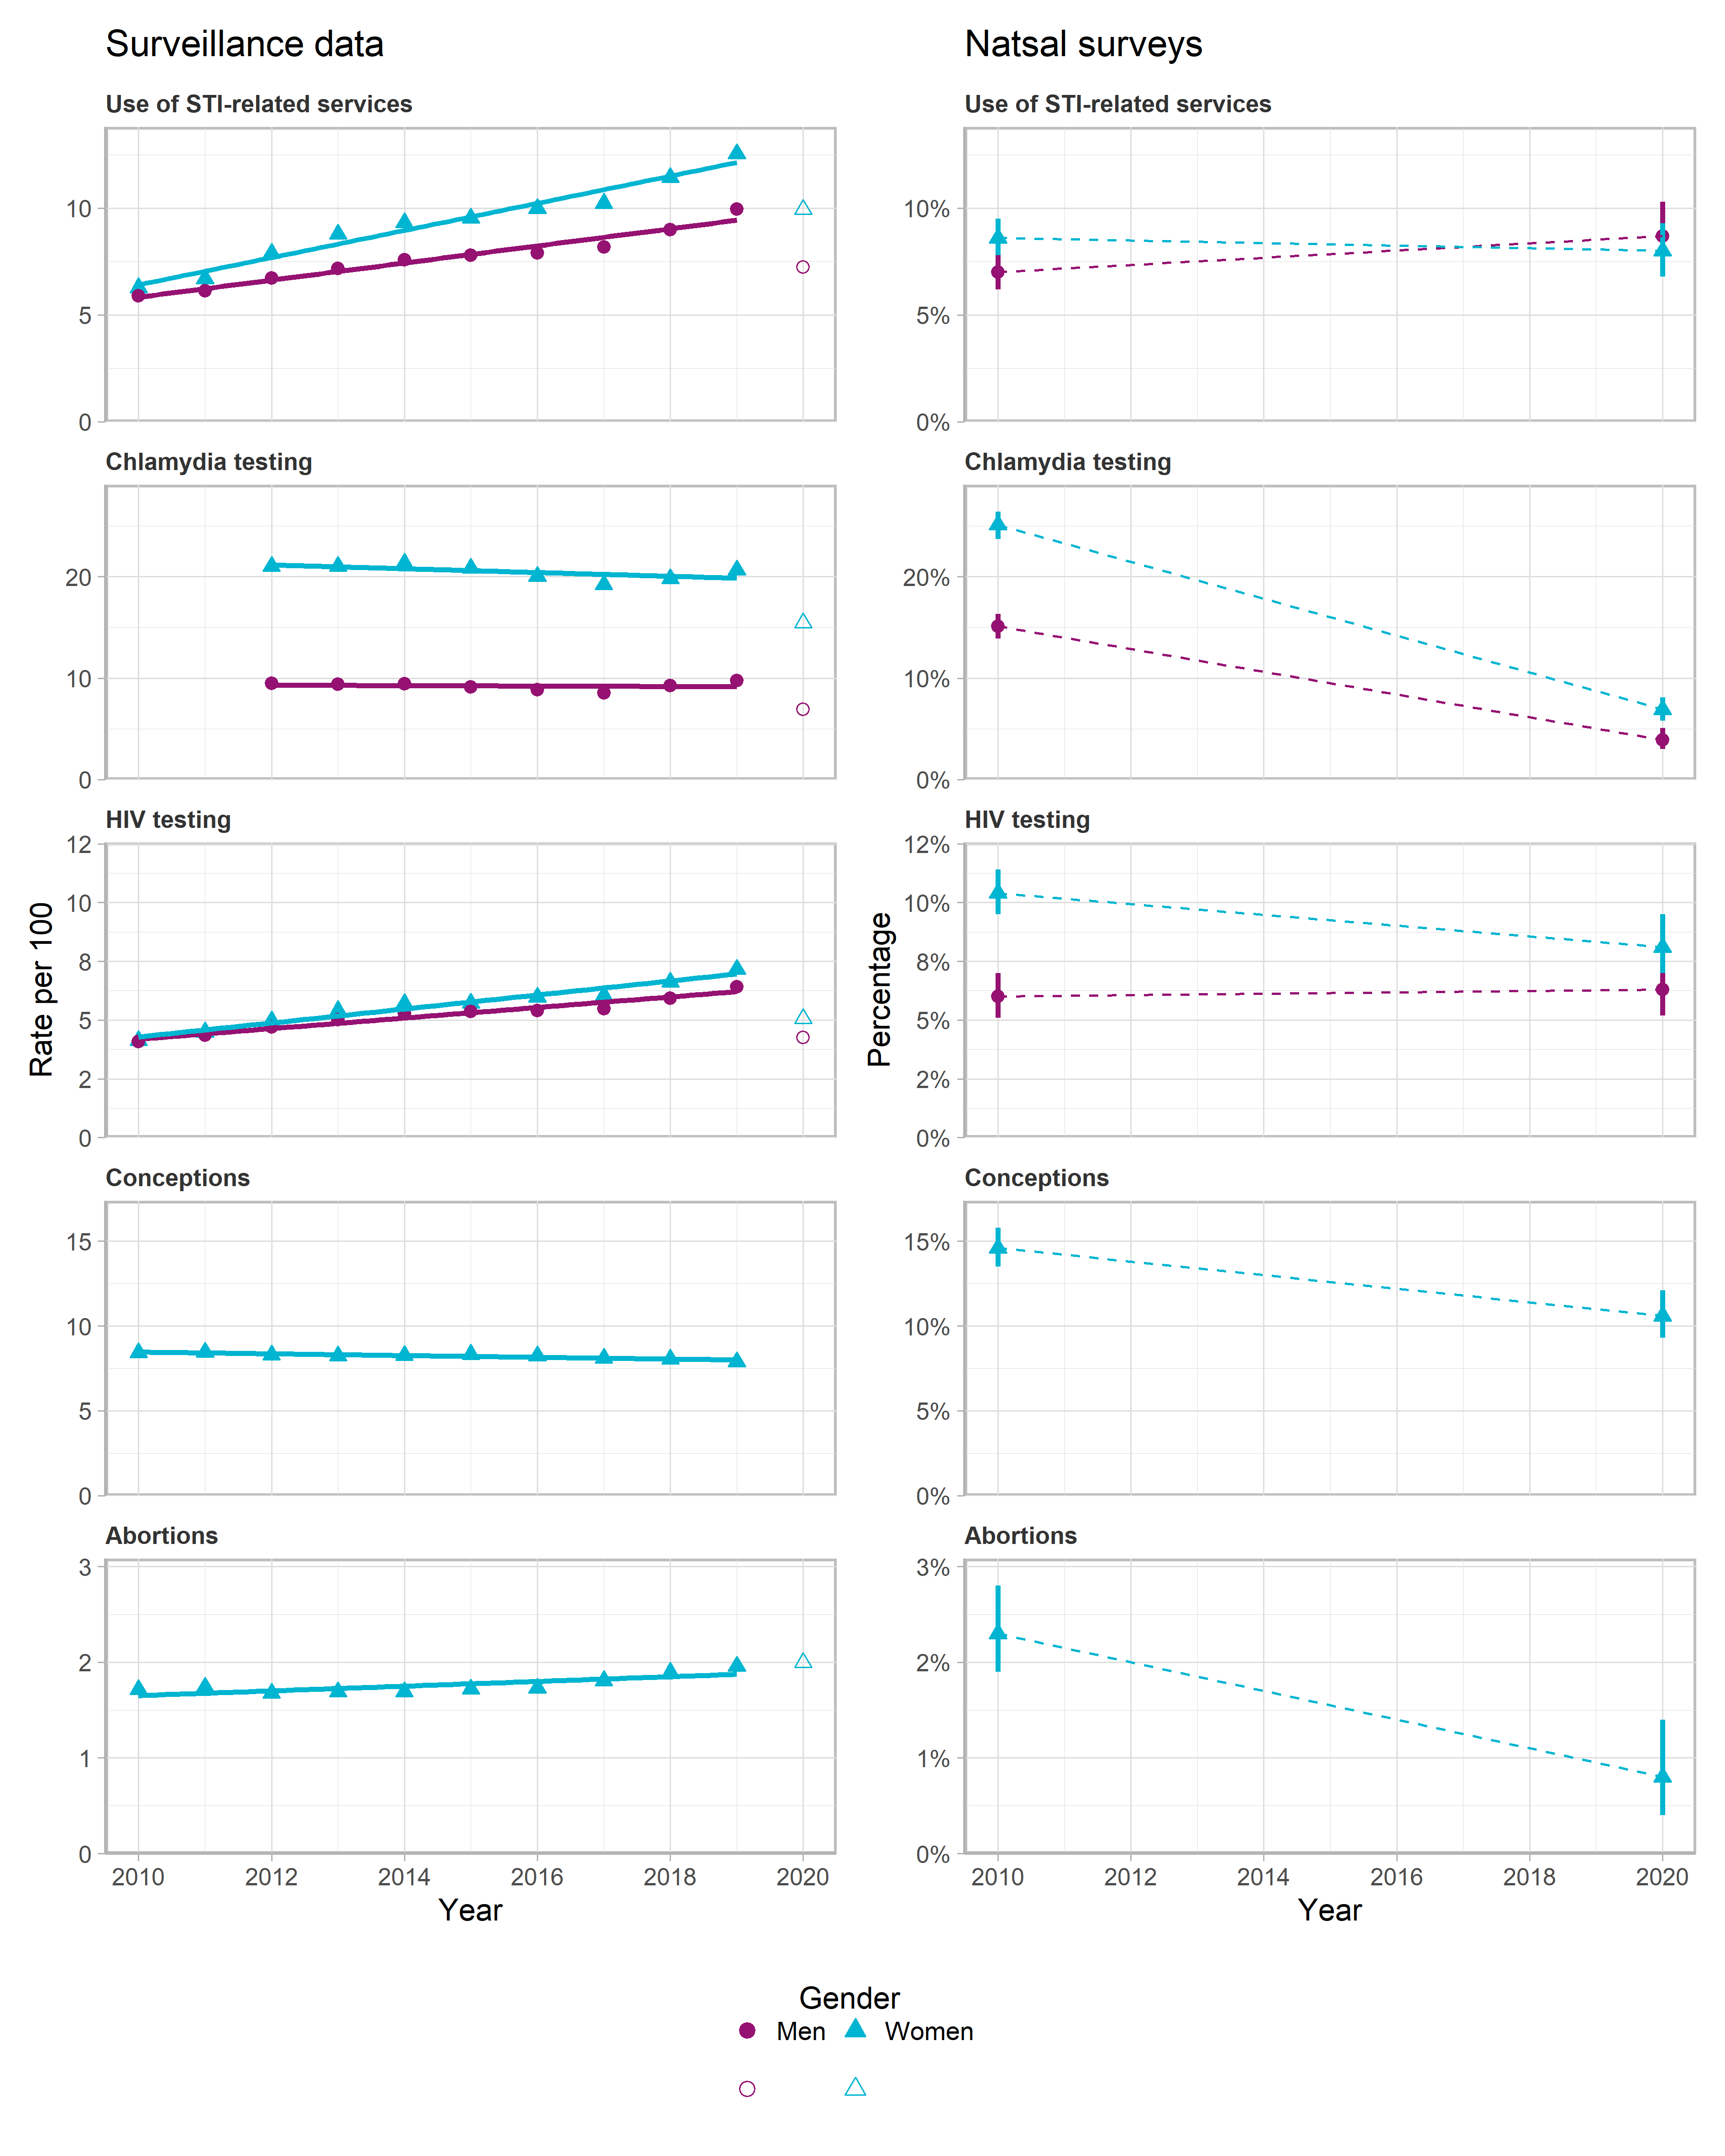 Surveillance data
Use of STI-related services
10
5
0
Chlamydia testing
20
10
0
HIV testing
12
10
8
5
2
0
Conceptions
15
10
5
0
Abortions
3
2
1
0
2010 2012 2014 2016 2018 2020
Year
Rate per 100
Natsal surveys
Use of STI-related services
10%
5%
0%
Chlamydia testing
20%
10%
0%
HIV testing
12%
10%
8%
5%
2%
0%
Conceptions
15%
10%
5%
0%
Abortions
3%
2%
1%
0%
2010 2012 2014 2016 2018 2020
Year
Percentage
Gender
Men Women